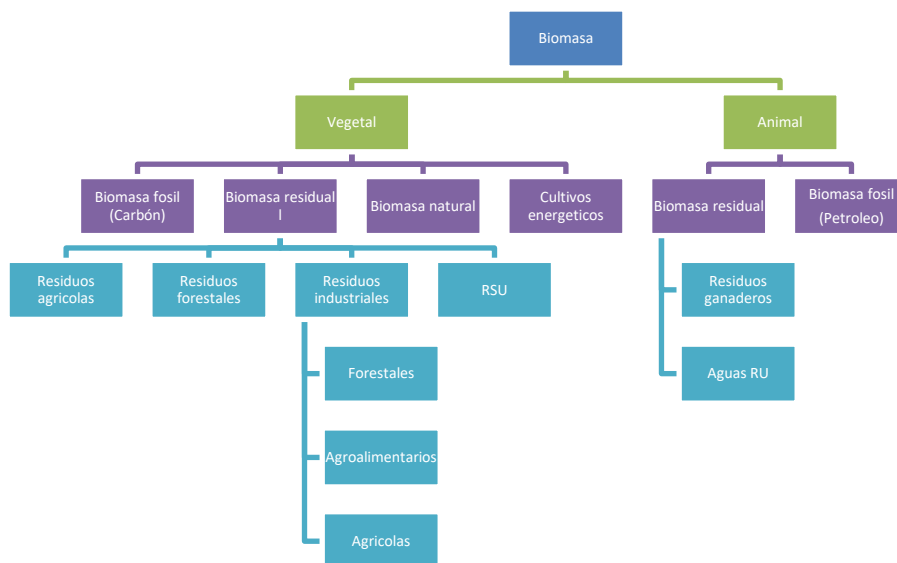 Biomasa
Vegetal
Animal
Biomasa fosil
(Carbón)
Biomasa residual
I
Biomasa natural
Cultivos
energeticos
Biomasa residual
Biomasa fosil
(Petroleo)
Residuos
agricolas
Residuos
forestales
Residuos
industriales
RSU
Residuos
ganaderos
Forestales
Aguas RU
Agroalimentarios
Agricolas